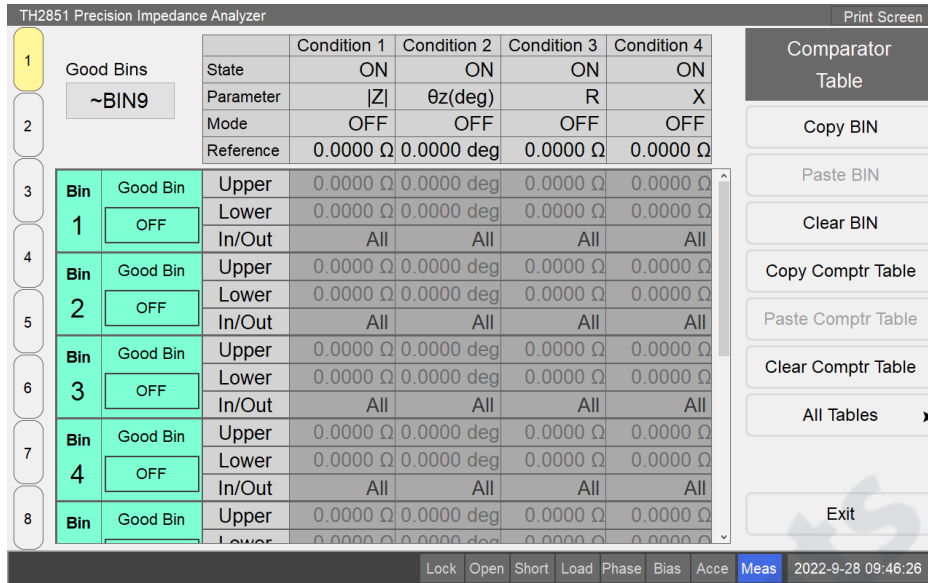 TH2851 Precision Impedance Analyzer Print Screen
1 2 3 4 5 6 7 8
Good Bins
~BIN9
Condition 1 Condition 2 Condition 3 Condition 4
State ON ON ON ON
Parameter |Z| θz(deg) R X
Mode OFF OFF OFF OFF
Reference 0.0000 Ω 0.0000 deg 0.0000 Ω 0.0000 Ω
Bin 1 Good Bin OFF
Upper 0.0000 Ω 0.0000 deg 0.0000 Ω 0.0000 Ω
Lower 0.0000 Ω 0.0000 deg 0.0000 Ω 0.0000 Ω
In/Out All All All All
Bin 2 Good Bin OFF
Upper 0.0000 Ω 0.0000 deg 0.0000 Ω 0.0000 Ω
Lower 0.0000 Ω 0.0000 deg 0.0000 Ω 0.0000 Ω
In/Out All All All All
Bin 3 Good Bin OFF
Upper 0.0000 Ω 0.0000 deg 0.0000 Ω 0.0000 Ω
Lower 0.0000 Ω 0.0000 deg 0.0000 Ω 0.0000 Ω
In/Out All All All All
Bin 4 Good Bin OFF
Upper 0.0000 Ω 0.0000 deg 0.0000 Ω 0.0000 Ω
Lower 0.0000 Ω 0.0000 deg 0.0000 Ω 0.0000 Ω
In/Out All All All All
Bin Good Bin
Upper 0.0000 Ω 0.0000 deg 0.0000 Ω 0.0000 Ω
Lower 0.0000 Ω 0.0000 deg 0.0000 Ω 0.0000 Ω
Comparator
Table
Copy BIN
Paste BIN
Clear BIN
Copy Comptr Table
Paste Comptr Table
Clear Comptr Table
All Tables
Exit
Lock Open Short Load Phase Bias Acce Meas 2022-9-28 09:46:26